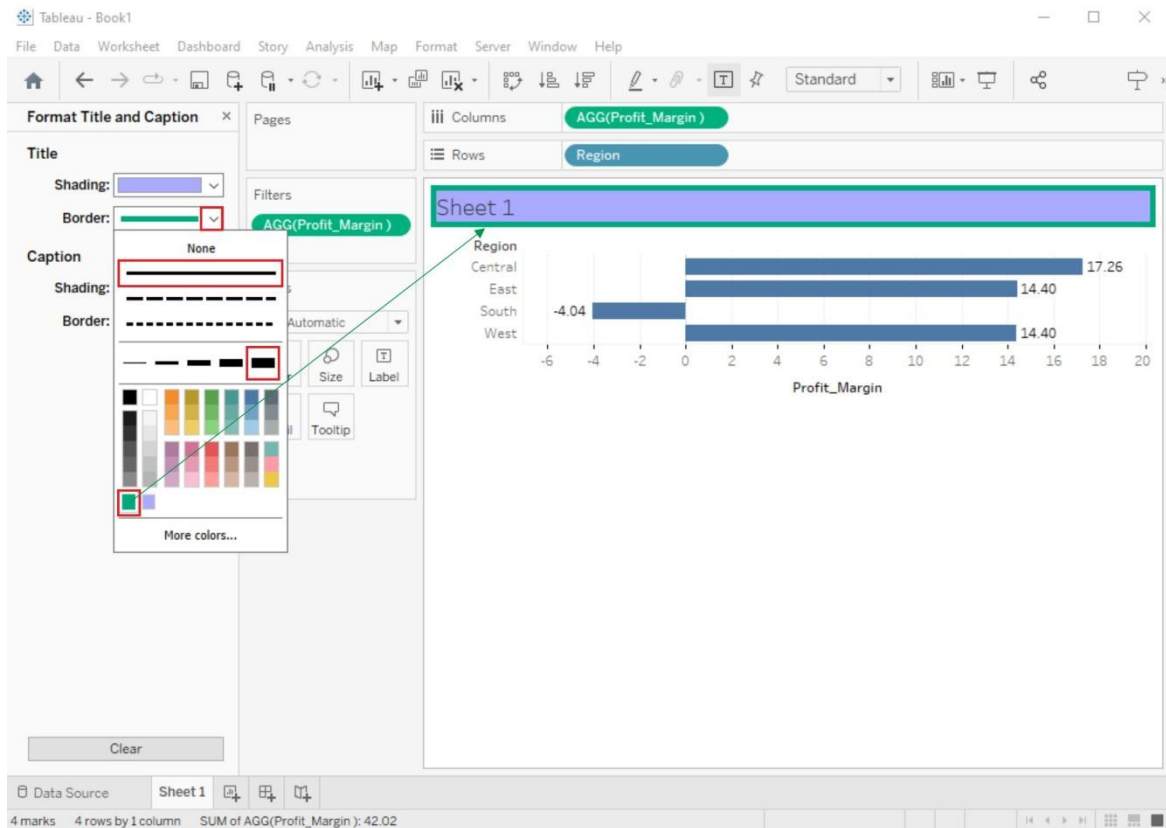 Tableau - Book1
File Data Worksheet Dashboard Story Analysis Map Format Server Window Help
Standard
Format Title and Caption
Title
Shading:
Border:
None
Caption
Shading:
Border:
More colors...
Clear
Pages
Filters
AGG(Profit_Margin )
Automatic
Size
Label
Tooltip
Columns
AGG(Profit_Margin )
Rows
Region
Sheet 1
Region
Central
17.26
East
14.40
South
-4.04
West
14.40
-6 -4 -2 0 2 4 6 8 10 12 14 16 18 20
Profit_Margin
Data Source
Sheet 1
4 marks 4 rows by 1 column SUM of AGG(Profit_Margin ): 42.02